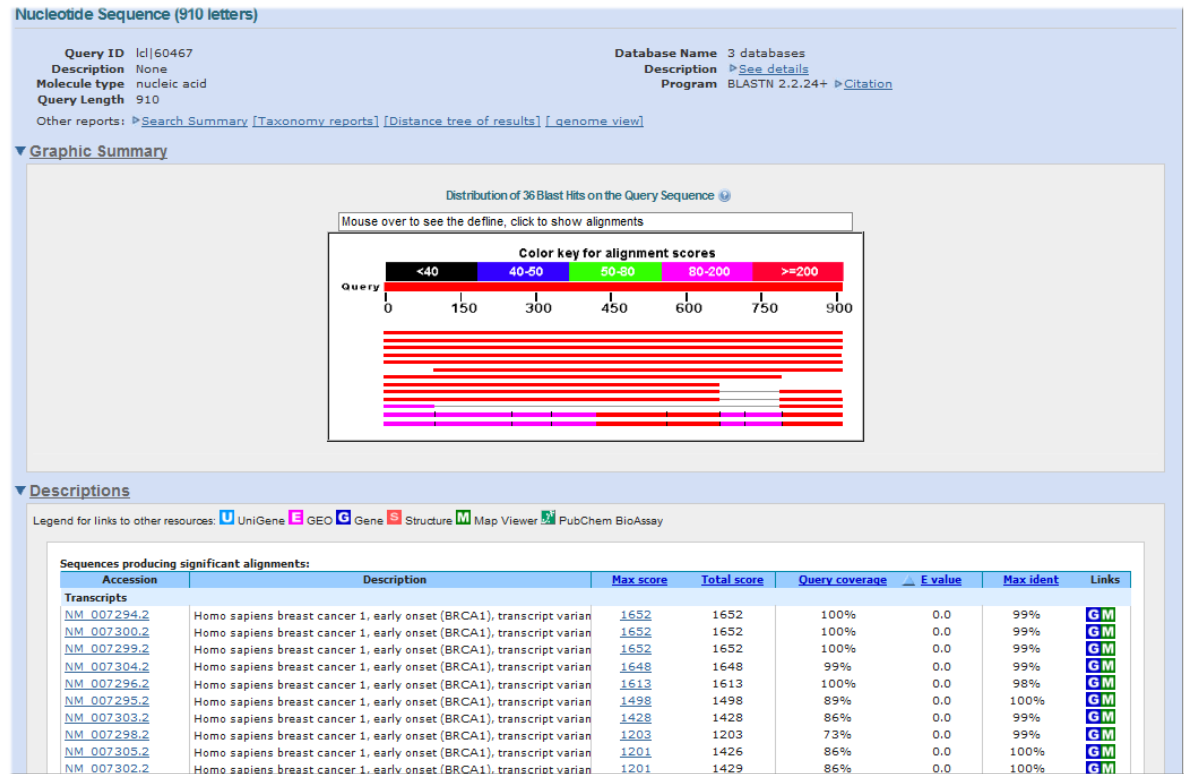 Nucleotide Sequence (910 letters)
Query ID lcl|60467 Database Name 3 databases
Description None Description See details
Molecule type nucleic acid Program BLASTN 2.2.24+ Citation
Query Length 910
Other reports: Search Summary [Taxonomy reports] [Distance tree of results] [ genome view]
Graphic Summary
Distribution of 36 Blast Hits on the Query Sequence
Mouse over to see the defline, click to show alignments
Color key for alignment scores
<40 40-50 50-80 80-200 >=200
Query
0 150 300 450 600 750 900
Descriptions
Legend for links to other resources: U UniGene E GEO G Gene S Structure M Map Viewer PubChem BioAssay
Sequences producing significant alignments:
Accession Description Max score Total score Query coverage E value Max ident Links
Transcripts
NM_007294.2 Homo sapiens breast cancer 1, early onset (BRCA1), transcript varian 1652 1652 100% 0.0 99% G M
NM_007300.2 Homo sapiens breast cancer 1, early onset (BRCA1), transcript varian 1652 1652 100% 0.0 99% G M
NM_007299.2 Homo sapiens breast cancer 1, early onset (BRCA1), transcript varian 1652 1652 100% 0.0 99% G M
NM_007304.2 Homo sapiens breast cancer 1, early onset (BRCA1), transcript varian 1648 1648 99% 0.0 99% G M
NM_007296.2 Homo sapiens breast cancer 1, early onset (BRCA1), transcript varian 1613 1613 100% 0.0 98% G M
NM_007295.2 Homo sapiens breast cancer 1, early onset (BRCA1), transcript varian 1498 1498 89% 0.0 100% G M
NM_007303.2 Homo sapiens breast cancer 1, early onset (BRCA1), transcript varian 1428 1428 86% 0.0 99% G M
NM_007298.2 Homo sapiens breast cancer 1, early onset (BRCA1), transcript varian 1203 1203 73% 0.0 99% G M
NM_007305.2 Homo sapiens breast cancer 1, early onset (BRCA1), transcript varian 1201 1426 86% 0.0 100% G M
NM_007302.2 Homo sapiens breast cancer 1, early onset (BRCA1), transcript varian 1201 1429 86% 0.0 100% G M